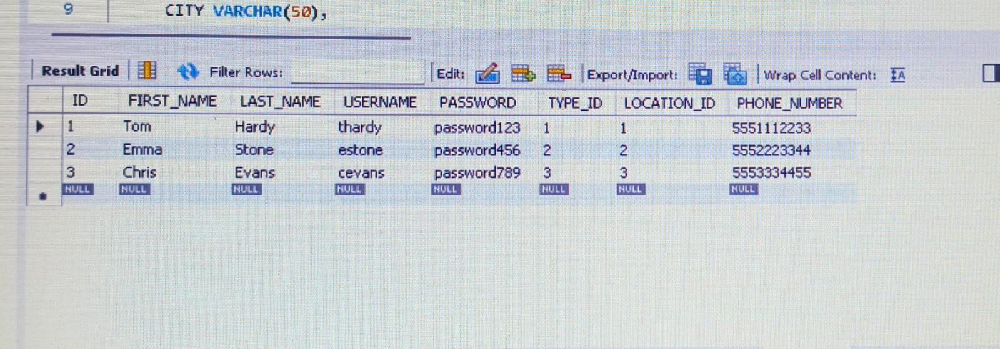 9 CITY VARCHAR(50),
Result Grid Filter Rows: Edit: Export/Import: Wrap Cell Content: IA
ID FIRST_NAME LAST_NAME USERNAME PASSWORD TYPE_ID LOCATION_ID PHONE_NUMBER
1 Tom Hardy thardy password123 1 1 5551112233
2 Emma Stone estone password456 2 2 5552223344
3 Chris Evans cevans password789 3 3 5553334455
NULL NULL NULL NULL NULL NULL NULL NULL